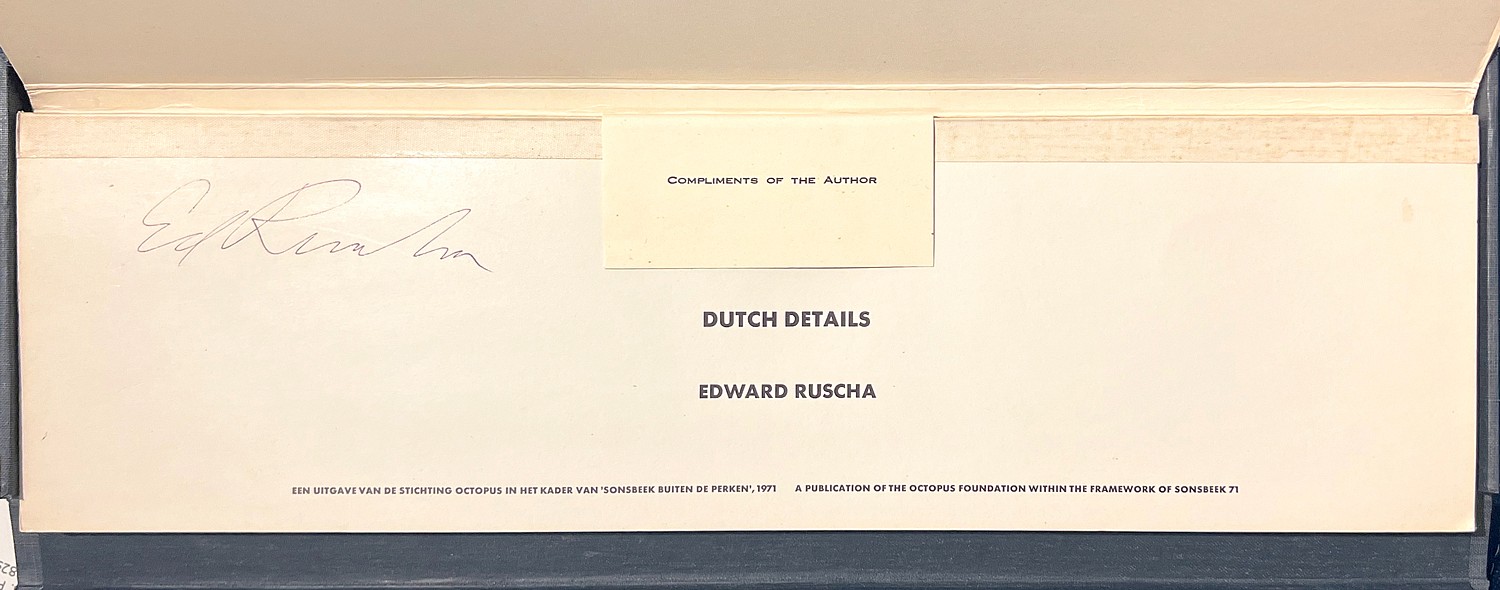 Compliments of the Author
Ed Ruscha
DUTCH DETAILS
EDWARD RUSCHA
EEN UITGAVE VAN DE STICHTING OCTOPUS IN HET KADER VAN 'SONSBEEK BUITEN DE PERKEN', 1971 A PUBLICATION OF THE OCTOPUS FOUNDATION WITHIN THE FRAMEWORK OF SONSBEEK 71